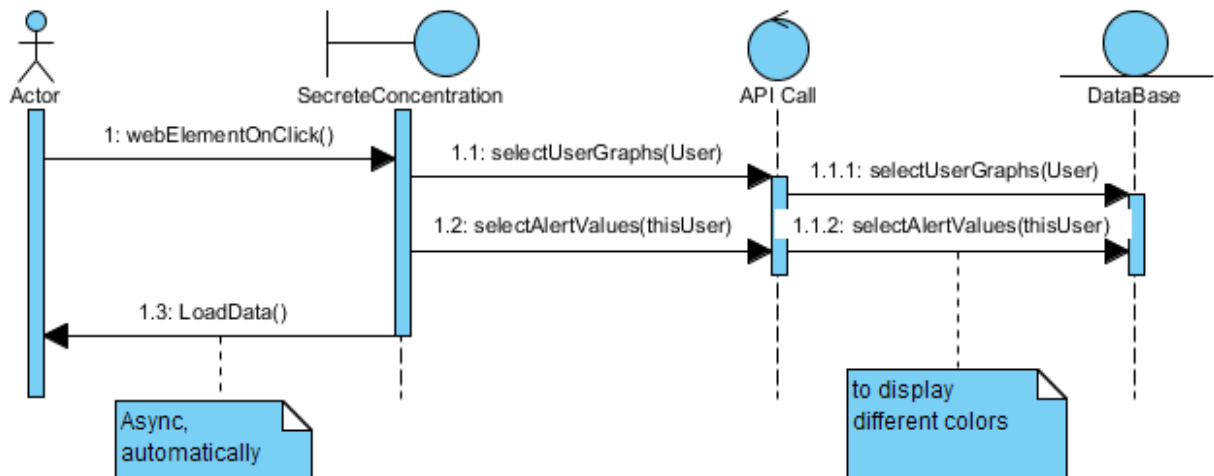 Actor
SecreteConcentration
API Call
DataBase
1: webElementOnClick()
1.1: selectUserGraphs(User)
1.1.1: selectUserGraphs(User)
1.2: selectAlertValues(thisUser)
1.1.2: selectAlertValues(thisUser)
1.3: LoadData()
Async,
automatically
to display
different colors